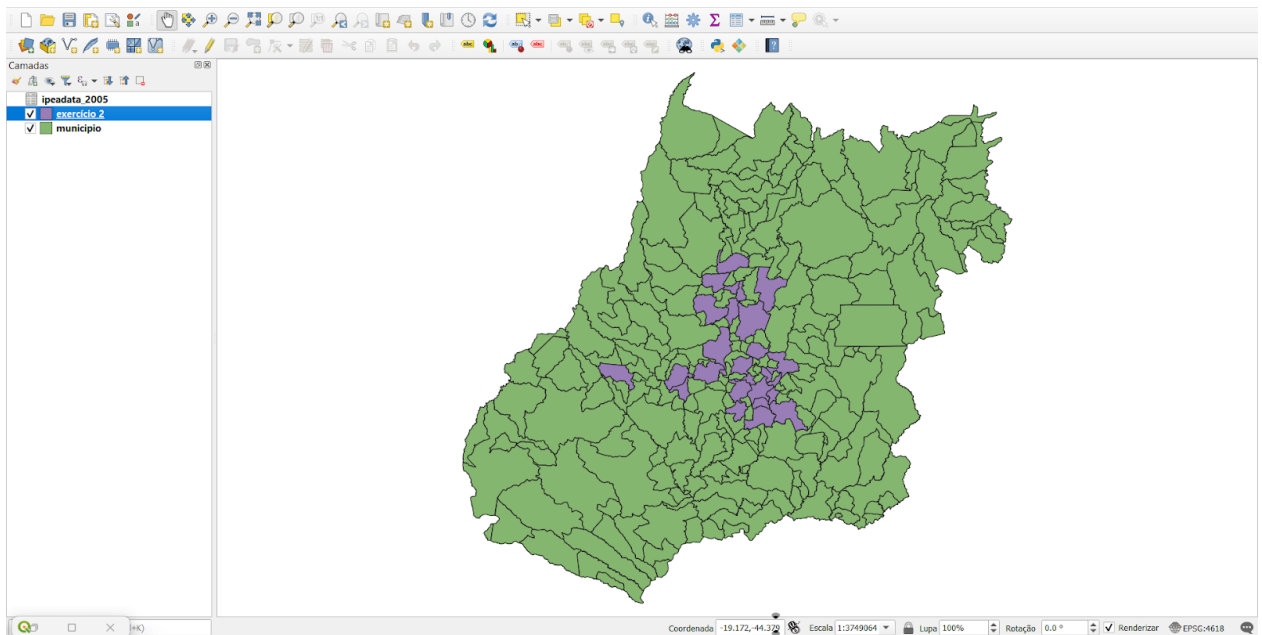 Camadas
ipeadata_2005
exercício 2
municipio
+K)
Coordenada -19.172,-44.379 Escala 1:3749064 Lupa 100% Rotação 0.0 ° Renderizar EPSG:4618